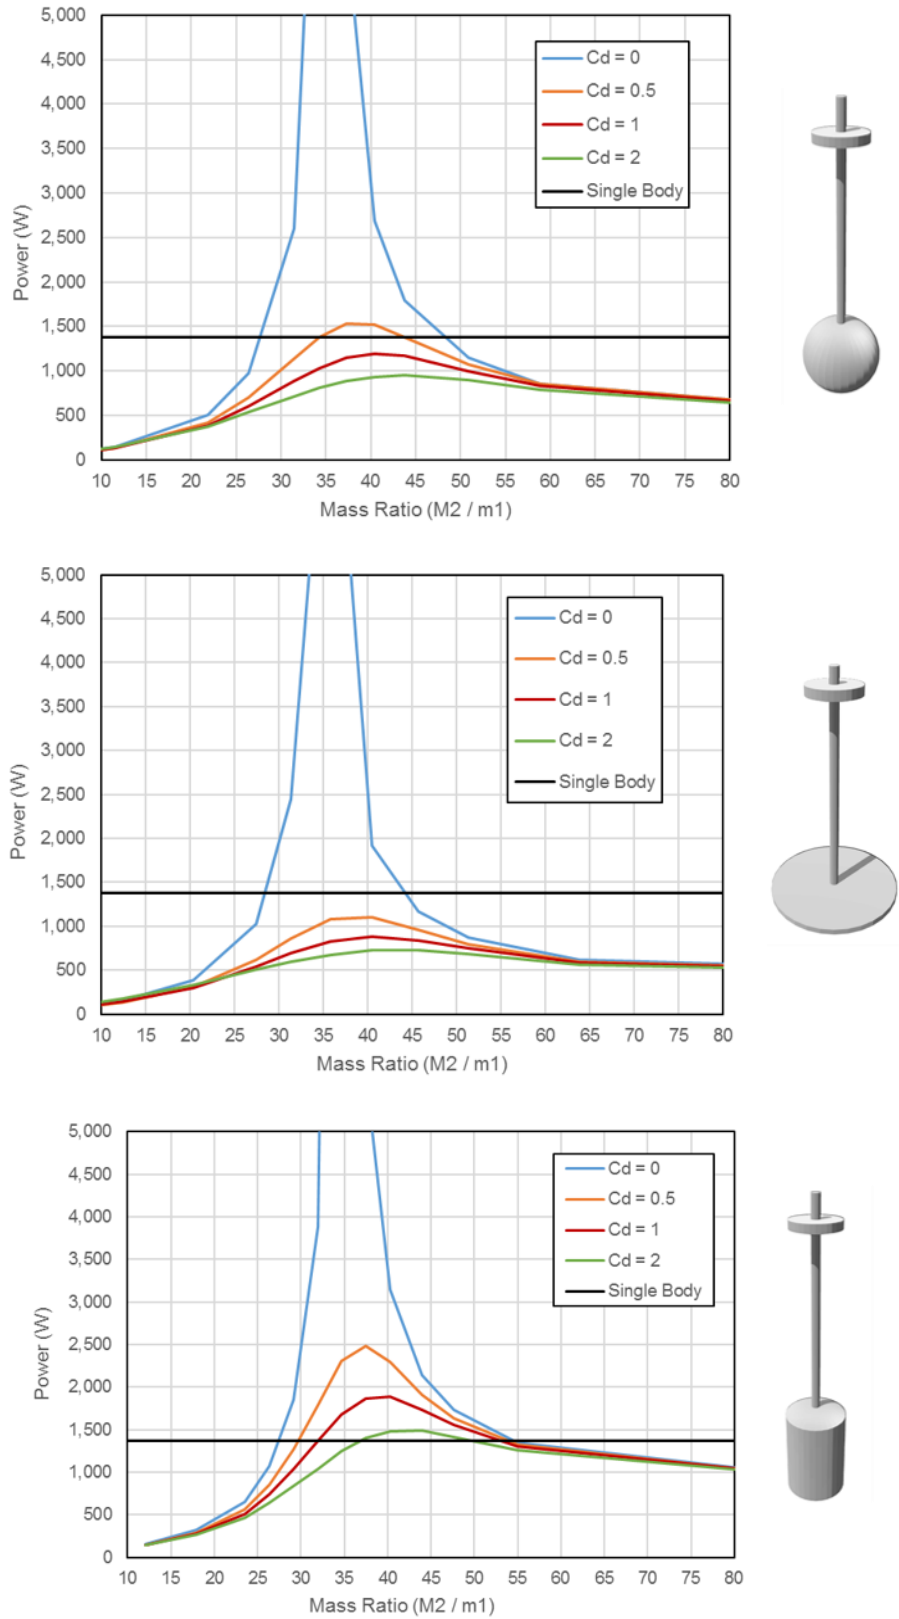 5,000
4,500
4,000
3,500
3,000
2,500
2,000
1,500
1,000
500
0
Power (W)
Cd = 0
Cd = 0.5
Cd = 1
Cd = 2
Single Body
10 15 20 25 30 35 40 45 50 55 60 65 70 75 80
Mass Ratio (M2 / m1)
5,000
4,500
4,000
3,500
3,000
2,500
2,000
1,500
1,000
500
0
Power (W)
Cd = 0
Cd = 0.5
Cd = 1
Cd = 2
Single Body
10 15 20 25 30 35 40 45 50 55 60 65 70 75 80
Mass Ratio (M2 / m1)
5,000
4,500
4,000
3,500
3,000
2,500
2,000
1,500
1,000
500
0
Power (W)
Cd = 0
Cd = 0.5
Cd = 1
Cd = 2
Single Body
10 15 20 25 30 35 40 45 50 55 60 65 70 75 80
Mass Ratio (M2 / m1)